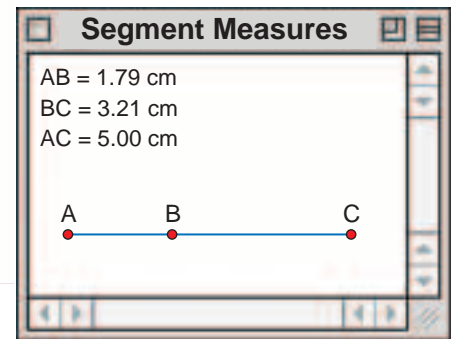 Segment Measures
AB = 1.79 cm
BC = 3.21 cm
AC = 5.00 cm
A B C